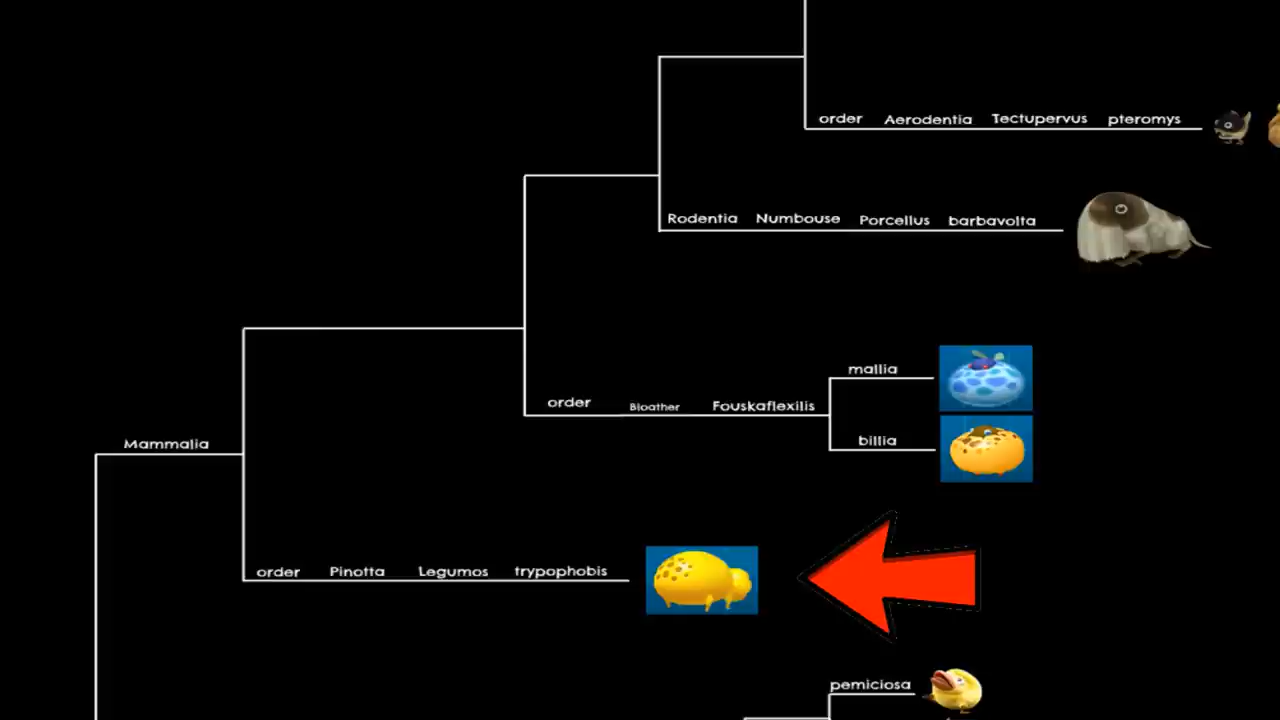 order Aerodentia Tectupervus pteromys
Rodentia Numbouse Porcellus barbavolta
mallia
order Bloather Fouskaflexilis
billia
Mammalia
order Pinotta Legumos trypophobis
pemiciosa